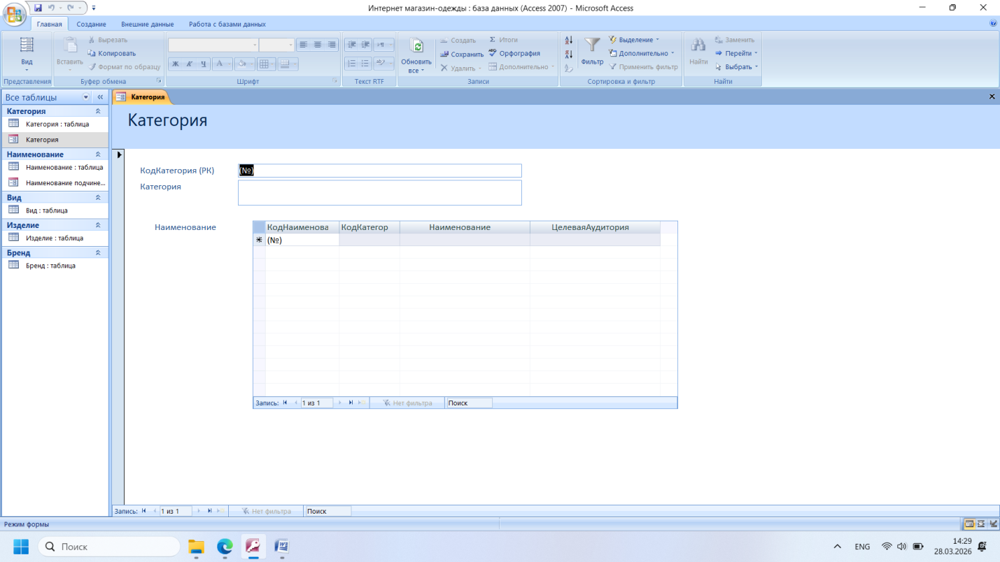 Интернет магазин-одежды : база данных (Access 2007) - Microsoft Access
Главная Создание Внешние данные Работа с базами данных
Вид
Представления
Вставить
Вырезать
Копировать
Формат по образцу
Буфер обмена
Ж К Ч А
Шрифт
Текст RTF
Обновить все
Создать
Сохранить
Удалить
Итоги
Орфография
Дополнительно
Записи
Фильтр
Выделение
Дополнительно
Применить фильтр
Сортировка и фильтр
Найти
Заменить
Перейти
Выбрать
Найти
Все таблицы
Категория
Категория : таблица
Категория
Наименование
Наименование : таблица
Наименование подчине...
Вид
Вид : таблица
Изделие
Изделие : таблица
Бренд
Бренд : таблица
Категория
Категория
КодКатегория (РК) (№)
Категория
Наименование
КодНаименова КодКатегор Наименование ЦелеваяАудитория
(№)
Запись: 1 из 1 Нет фильтра Поиск
Запись: 1 из 1 Нет фильтра Поиск
Режим формы
Поиск
ENG
14:29
28.03.2026